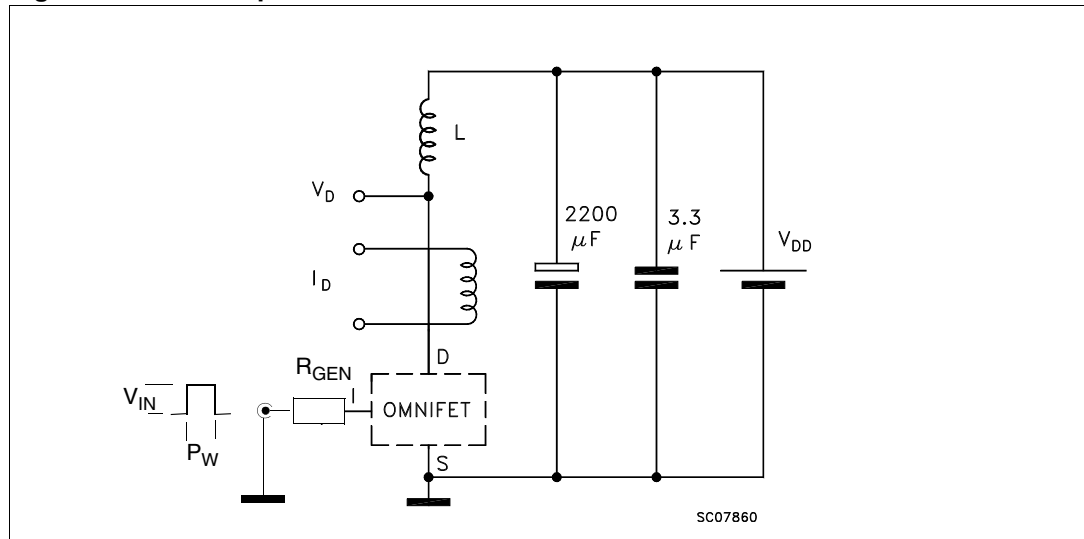 L
V_D
2200
μF
3.3
μF
V_DD
I_D
D
R_GEN
I
V_IN
OMNIFET
P_W
S
SC07860